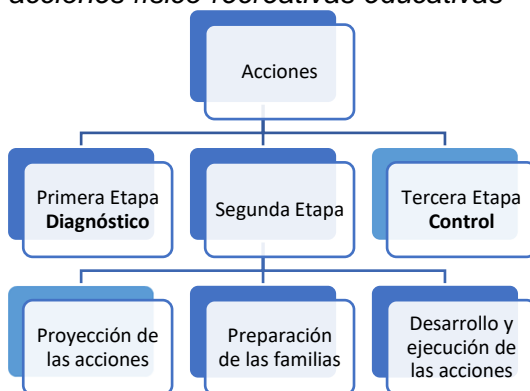 acciones físico-recreativas educativas
Acciones
Primera Etapa
Diagnóstico
Segunda Etapa
Tercera Etapa
Control
Proyección de
las acciones
Preparación
de las familias
Desarrollo y
ejecución de
las acciones